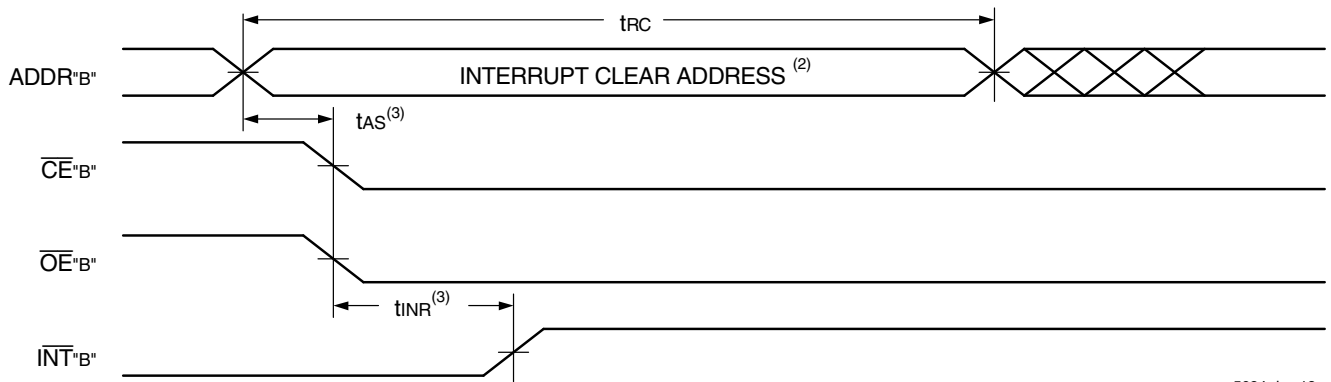 tRC
ADDR"B"
INTERRUPT CLEAR ADDRESS (2)
tAS(3)
CE"B"
OE"B"
tINR(3)
INT"B"